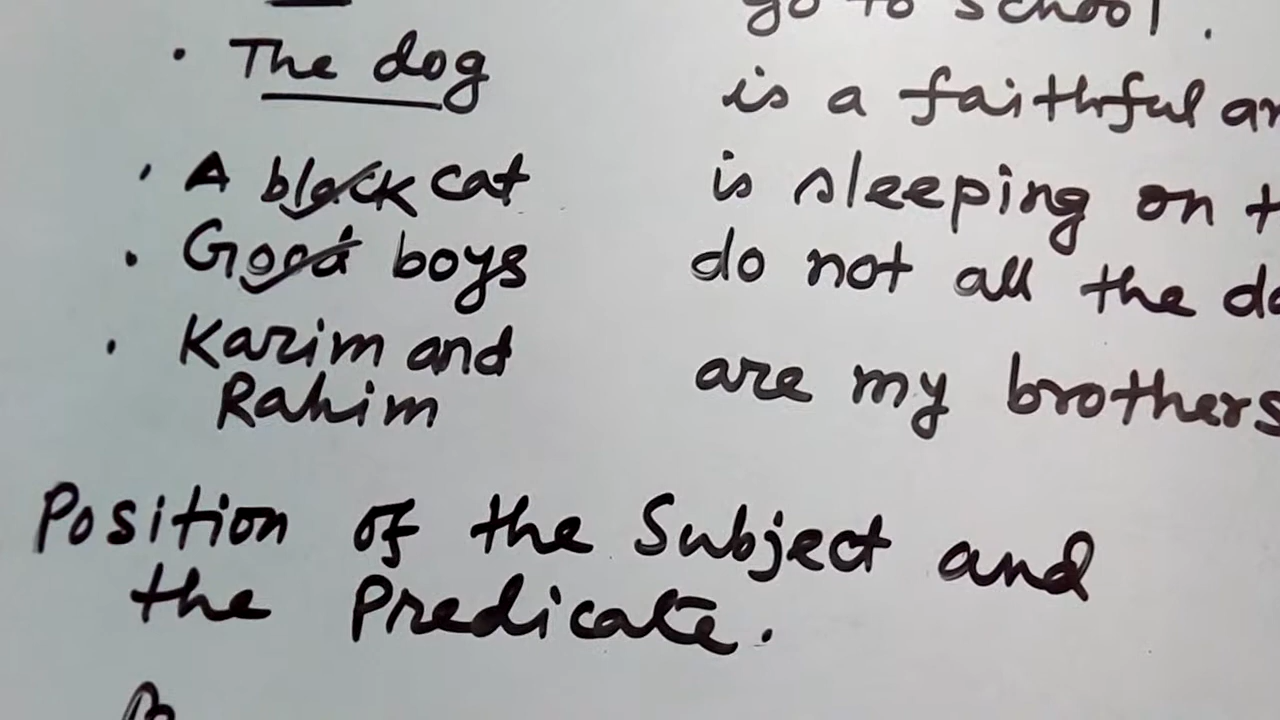 go to school.
The dog is a faithful
A black cat is sleeping on
Good boys do not all the
Karim and
Rahim are my brothers
Position of the Subject and
the Predicate.